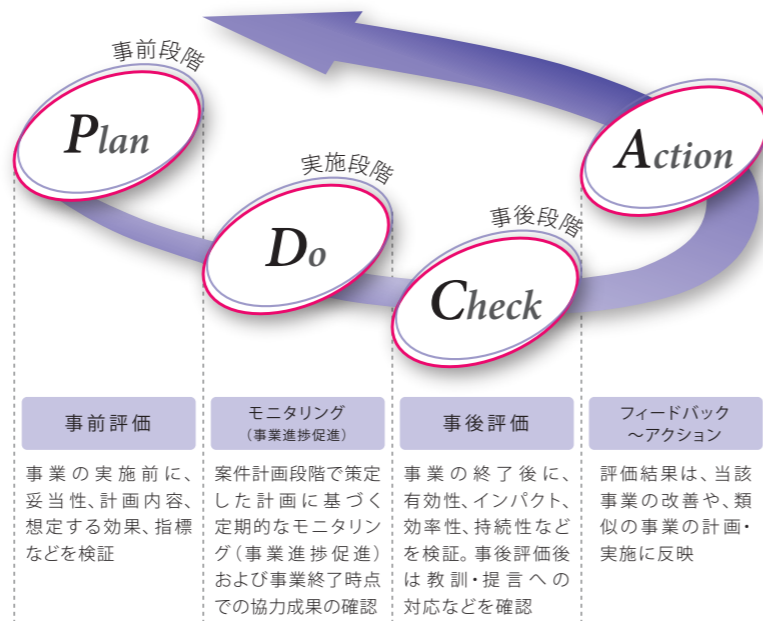 事前段階
Plan
実施段階
Do
事後段階
Check
Action
事前評価
事業の実施前に、
妥当性、計画内容、
想定する効果、指標
などを検証
モニタリング
（事業進捗促進）
案件計画段階で策定
した計画に基づく
定期的なモニタリング
（事業進捗促進）
および事業終了時点
での協力成果の確認
事後評価
事業の終了後に、
有効性、インパクト、
効率性、持続性など
を検証。事後評価後
は教訓・提言への
対応などを確認
フィードバック
～アクション
評価結果は、当該
事業の改善や、類
似の事業の計画・
実施に反映